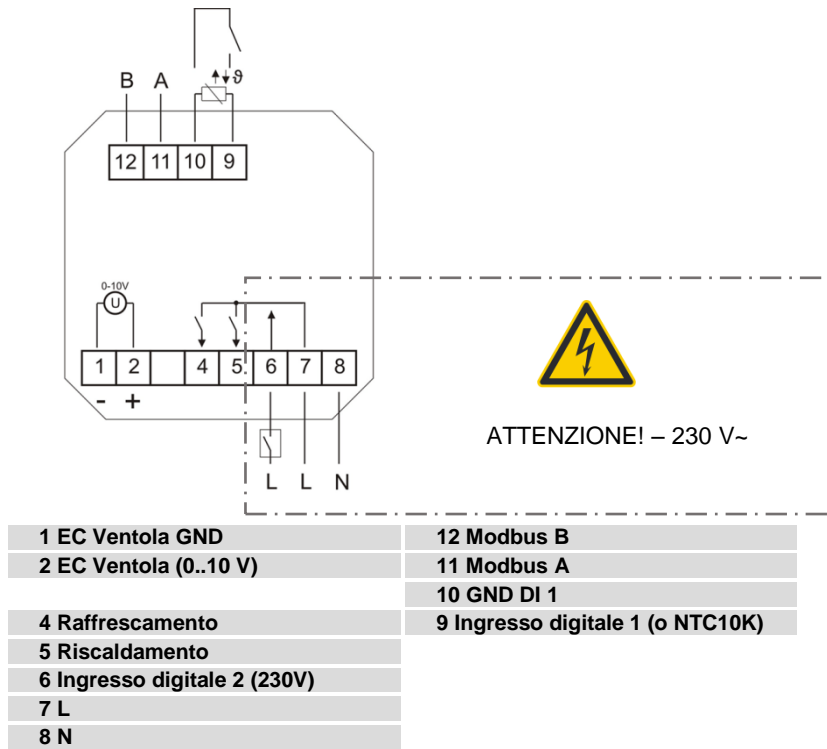 B A
ϑ
12 11 10 9
0-10V
U
1 2 4 5 6 7 8
- +
ATTENZIONE! – 230 V~
L L N
1 EC Ventola GND 12 Modbus B
2 EC Ventola (0..10 V) 11 Modbus A
10 GND DI 1
4 Raffrescamento 9 Ingresso digitale 1 (o NTC10K)
5 Riscaldamento
6 Ingresso digitale 2 (230V)
7 L
8 N